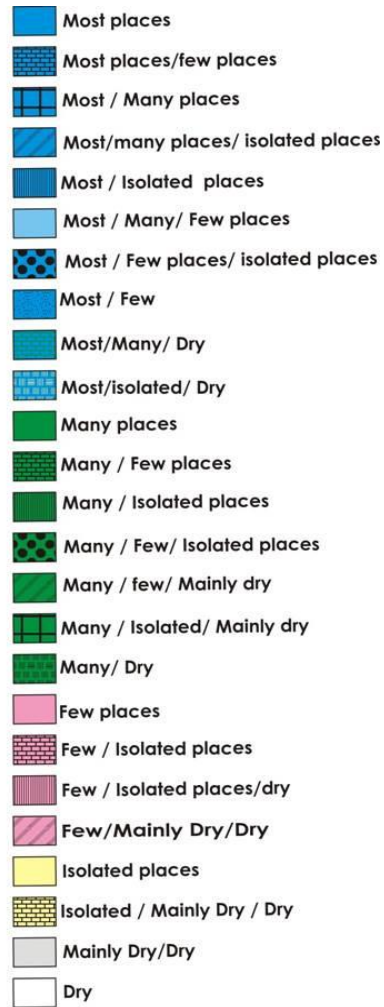 Most places
Most places/few places
Most / Many places
Most/many places/ isolated places
Most / Isolated places
Most / Many/ Few places
Most / Few places/ isolated places
Most / Few
Most/Many/ Dry
Most/isolated/ Dry
Many places
Many / Few places
Many / Isolated places
Many / Few/ Isolated places
Many / few/ Mainly dry
Many / Isolated/ Mainly dry
Many/ Dry
Few places
Few / Isolated places
Few / Isolated places/dry
Few/Mainly Dry/Dry
Isolated places
Isolated / Mainly Dry / Dry
Mainly Dry/Dry
Dry